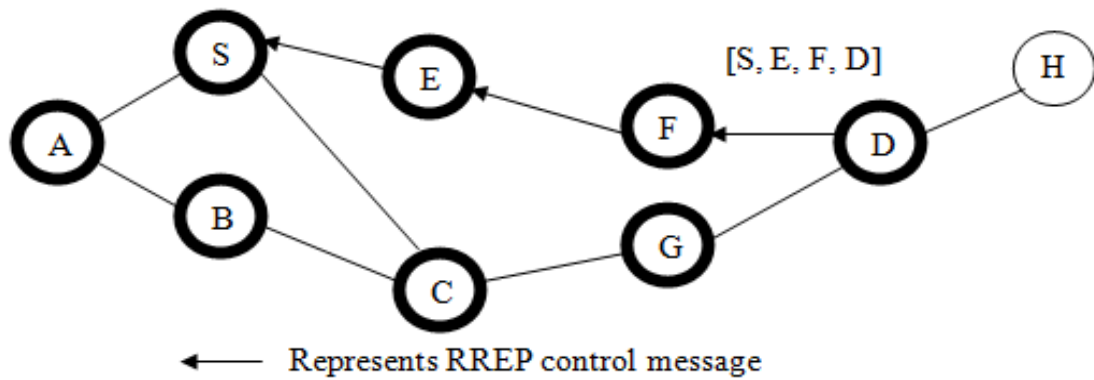 S
E
[S, E, F, D]
H
A
F
D
B
G
C
Represents RREP control message